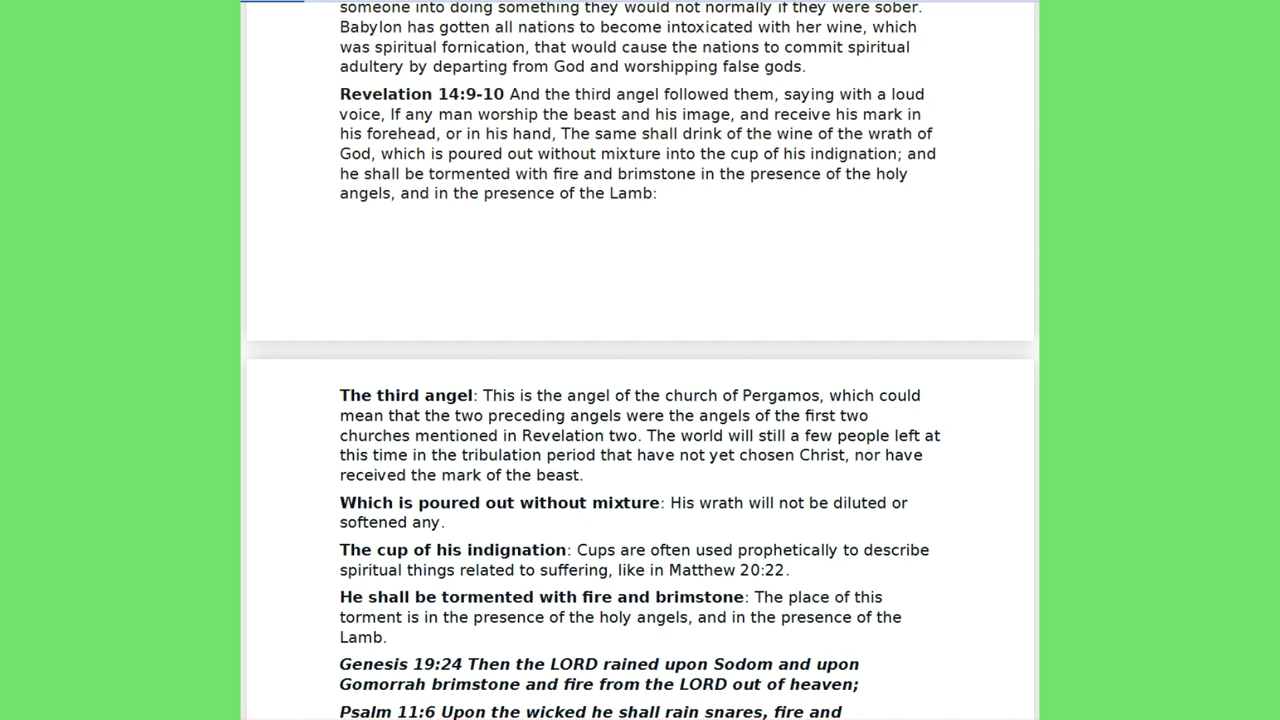 someone into doing something they would not normally if they were sober.
Babylon has gotten all nations to become intoxicated with her wine, which
was spiritual fornication, that would cause the nations to commit spiritual
adultery by departing from God and worshipping false gods.
Revelation 14:9-10 And the third angel followed them, saying with a loud
voice, If any man worship the beast and his image, and receive his mark in
his forehead, or in his hand, The same shall drink of the wine of the wrath of
God, which is poured out without mixture into the cup of his indignation; and
he shall be tormented with fire and brimstone in the presence of the holy
angels, and in the presence of the Lamb:
The third angel: This is the angel of the church of Pergamos, which could
mean that the two preceding angels were the angels of the first two
churches mentioned in Revelation two. The world will still a few people left at
this time in the tribulation period that have not yet chosen Christ, nor have
received the mark of the beast.
Which is poured out without mixture: His wrath will not be diluted or
softened any.
The cup of his indignation: Cups are often used prophetically to describe
spiritual things related to suffering, like in Matthew 20:22.
He shall be tormented with fire and brimstone: The place of this
torment is in the presence of the holy angels, and in the presence of the
Lamb.
Genesis 19:24 Then the LORD rained upon Sodom and upon
Gomorrah brimstone and fire from the LORD out of heaven;
Psalm 11:6 Upon the wicked he shall rain snares, fire and